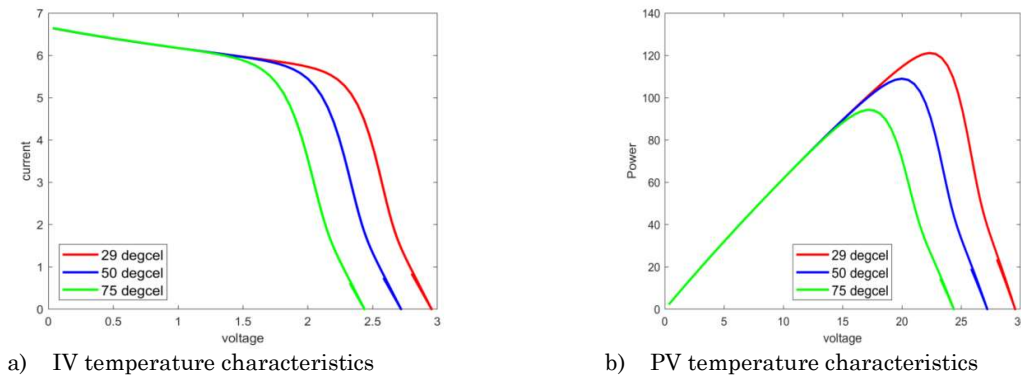 7
6
5
4
3
2
1
0
current
0 0.5 1 1.5 2 2.5 3
voltage
29 degcel
50 degcel
75 degcel
140
120
100
80
60
40
20
0
Power
0 5 10 15 20 25 30
voltage
29 degcel
50 degcel
75 degcel
a) IV temperature characteristics
b) PV temperature characteristics